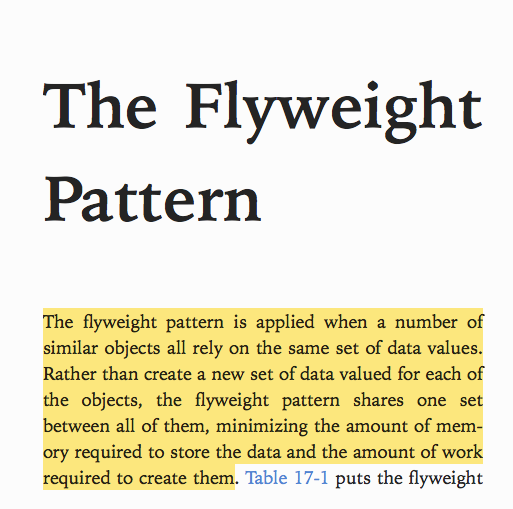 The Flyweight
Pattern
The flyweight pattern is applied when a number of
similar objects all rely on the same set of data values.
Rather than create a new set of data valued for each of
the objects, the flyweight pattern shares one set
between all of them, minimizing the amount of mem-
ory required to store the data and the amount of work
required to create them. Table 17-1 puts the flyweight